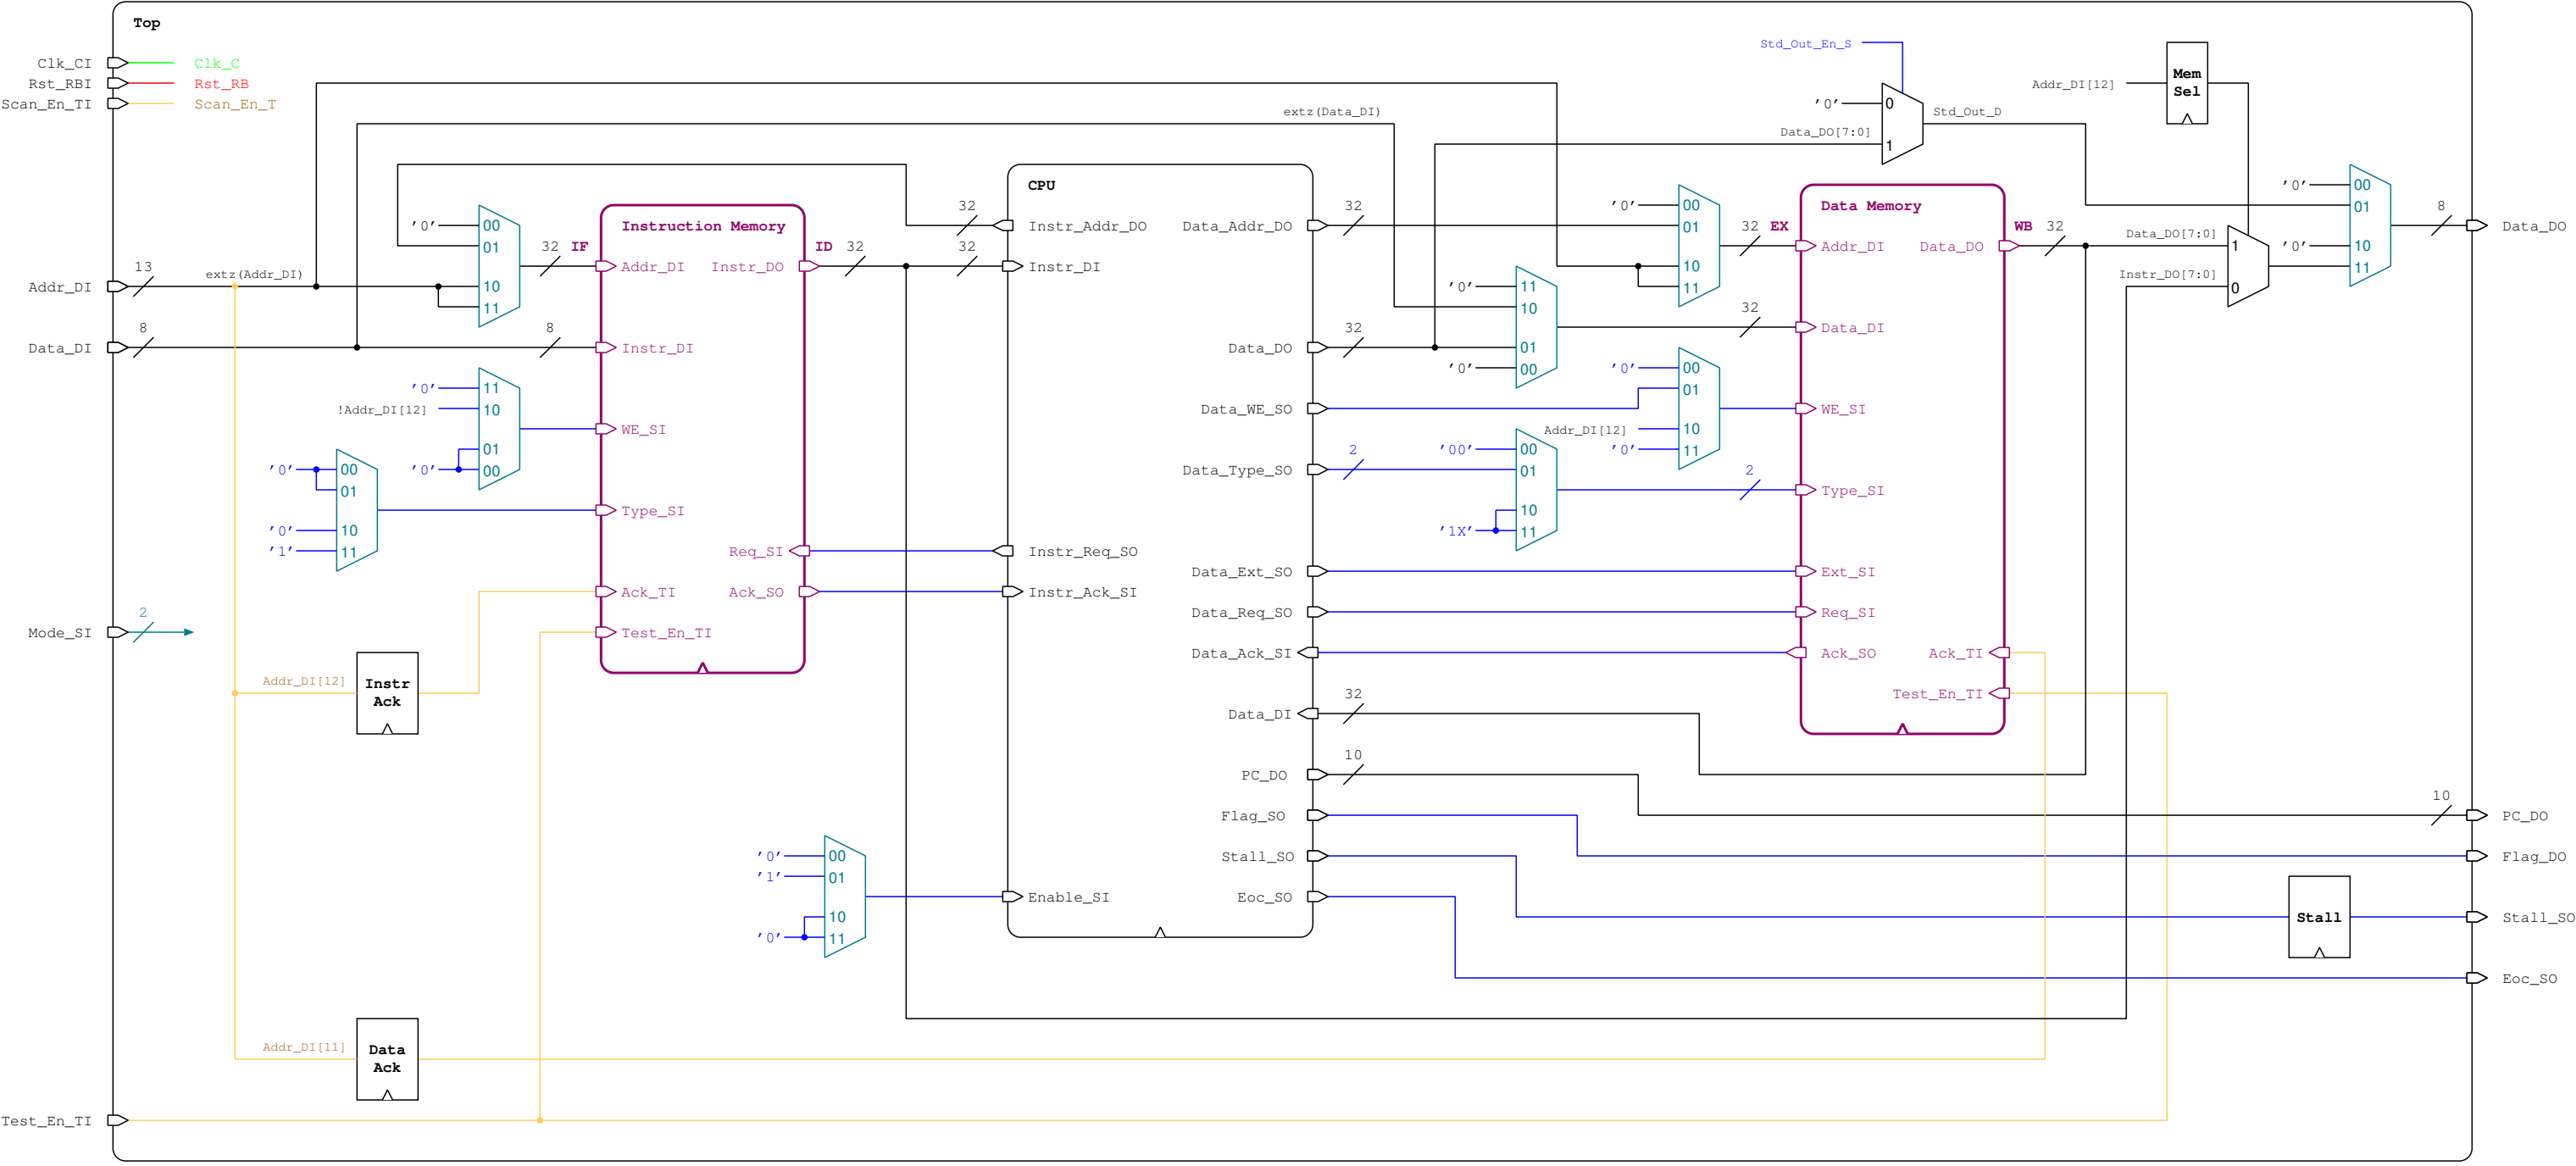 Top
Clk_CI
Clk_C
Rst_RBI
Rst_RB
Scan_En_TI
Scan_En_T
Addr_DI
13
extz(Addr_DI)
Data_DI
8
8
'0'
00
01
10
11
32
IF
'0'
11
!Addr_DI[12]
10
01
'0'
00
'0'
00
01
'0'
10
'1'
11
Mode_SI
2
Addr_DI[12]
Instr
Ack
Addr_DI[11]
Data
Ack
Test_En_TI
Instruction Memory
Addr_DI
Instr_DO
Instr_DI
WE_SI
Type_SI
Req_SI
Ack_TI
Ack_SO
Test_En_TI
ID
32
32
32
'0'
00
'1'
01
10
'0'
11
CPU
Instr_Addr_DO
Data_Addr_DO
Instr_DI
Data_DO
Data_WE_SO
Data_Type_SO
Instr_Req_SO
Data_Ext_SO
Instr_Ack_SI
Data_Req_SO
Data_Ack_SI
Data_DI
PC_DO
Flag_SO
Stall_SO
Enable_SI
Eoc_SO
32
32
2
32
10
extz(Data_DI)
'0'
11
10
01
'0'
00
32
'0'
00
01
10
11
32
EX
'0'
00
01
Addr_DI[12]
10
'0'
11
'00'
00
01
10
'1X'
11
2
Std_Out_En_S
'0'
0
Data_DO[7:0]
1
Std_Out_D
Data Memory
Addr_DI
Data_DO
Data_DI
WE_SI
Type_SI
Ext_SI
Req_SI
Ack_SO
Ack_TI
Test_En_TI
WB
32
Addr_DI[12]
Mem
Sel
Data_DO[7:0]
1
Instr_DO[7:0]
0
'0'
00
01
'0'
10
11
8
Data_DO
10
PC_DO
Flag_DO
Stall
Stall_SO
Eoc_SO